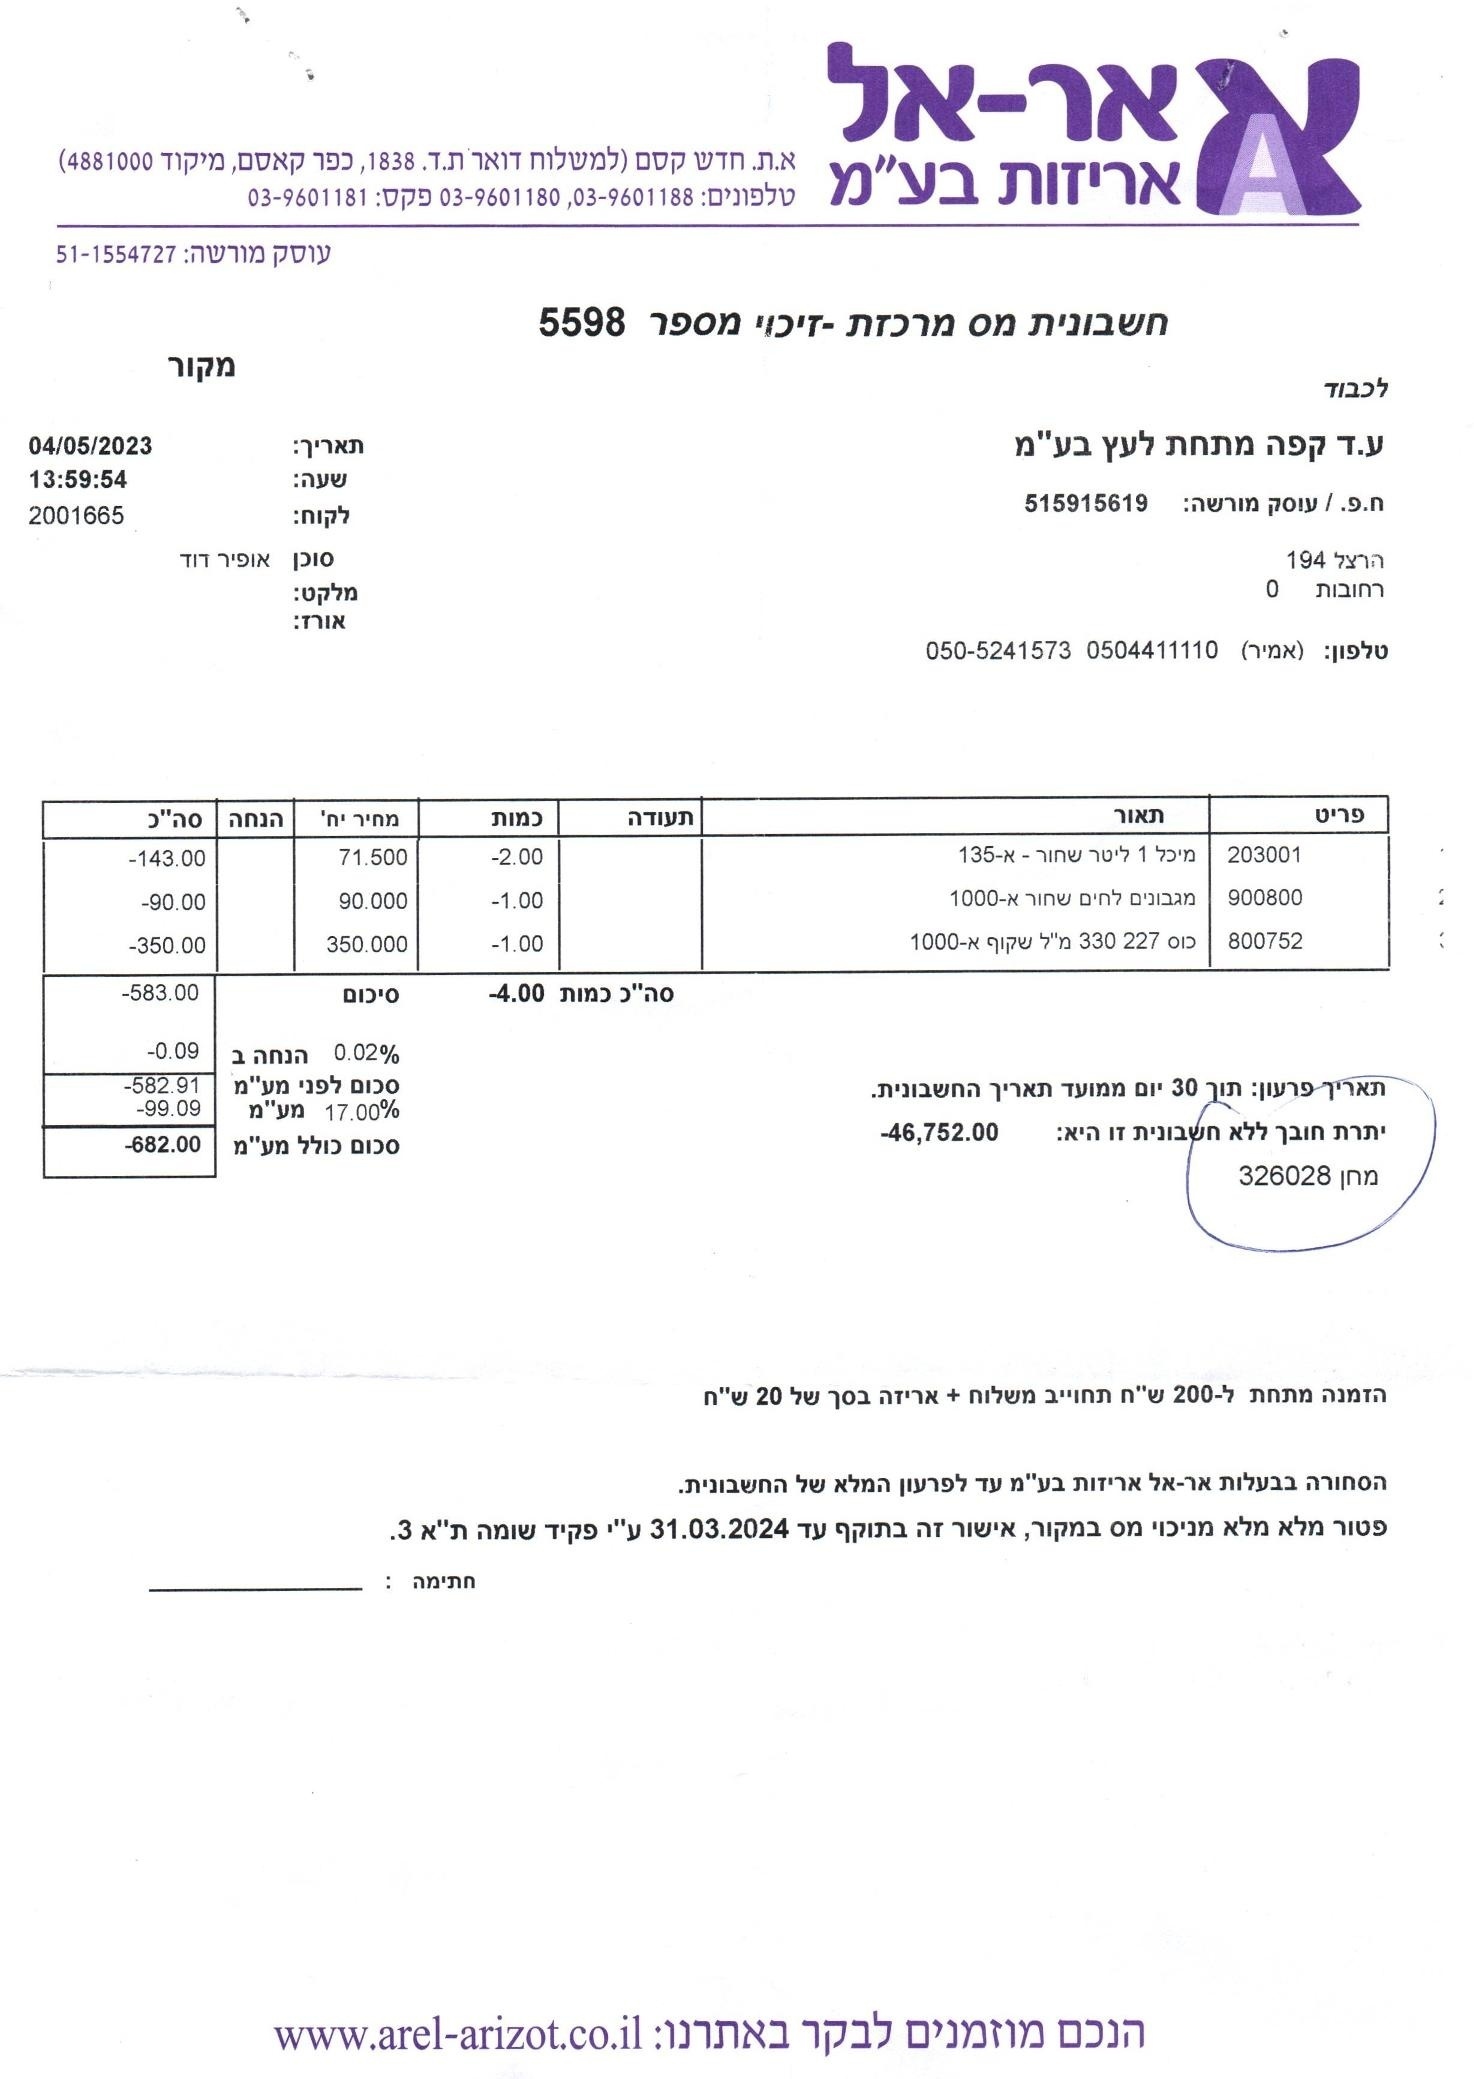 אר-אל
אריזות בע"מ
A
א.ת. חדש קסם (למשלוח דואר ת.ד. 1838, כפר קאסם, מיקוד 4881000)
טלפונים: 03-9601188, 03-9601180 פקס: 03-9601181
עוסק מורשה: 51-1554727
חשבונית מס מרכזת -זיכוי מספר 5598
מקור
לכבוד
ע.ד קפה מתחת לעץ בע"מ
ח.פ. / עוסק מורשה: 515915619
הרצל 194
רחובות 0
טלפון: (אמיר) 0504411110 050-5241573
תאריך: 04/05/2023
שעה: 13:59:54
לקוח: 2001665
סוכן אופיר דוד
מלקט:
אורז:
פריט תאור תעודה כמות מחיר יח' הנחה סה"כ
203001 מיכל 1 ליטר שחור - א-135 -2.00 71.500 -143.00
900800 מגבונים לחים שחור א-1000 -1.00 90.000 -90.00
800752 כוס 227 330 מ"ל שקוף א-1000 -1.00 350.000 -350.00
סה"כ כמות -4.00 סיכום -583.00
הנחה ב 0.02% -0.09
סכום לפני מע"מ -582.91
מע"מ 17.00% -99.09
סכום כולל מע"מ -682.00
תאריך פרעון: תוך 30 יום ממועד תאריך החשבונית.
יתרת חובך ללא חשבונית זו היא: -46,752.00
מחן 326028
הזמנה מתחת ל-200 ש"ח תחוייב משלוח + אריזה בסך של 20 ש"ח
הסחורה בבעלות אר-אל אריזות בע"מ עד לפרעון המלא של החשבונית.
פטור מלא מלא מניכוי מס במקור, אישור זה בתוקף עד 31.03.2024 ע"י פקיד שומה ת"א 3.
חתימה :
הנכם מוזמנים לבקר באתרנו: www.arel-arizot.co.il